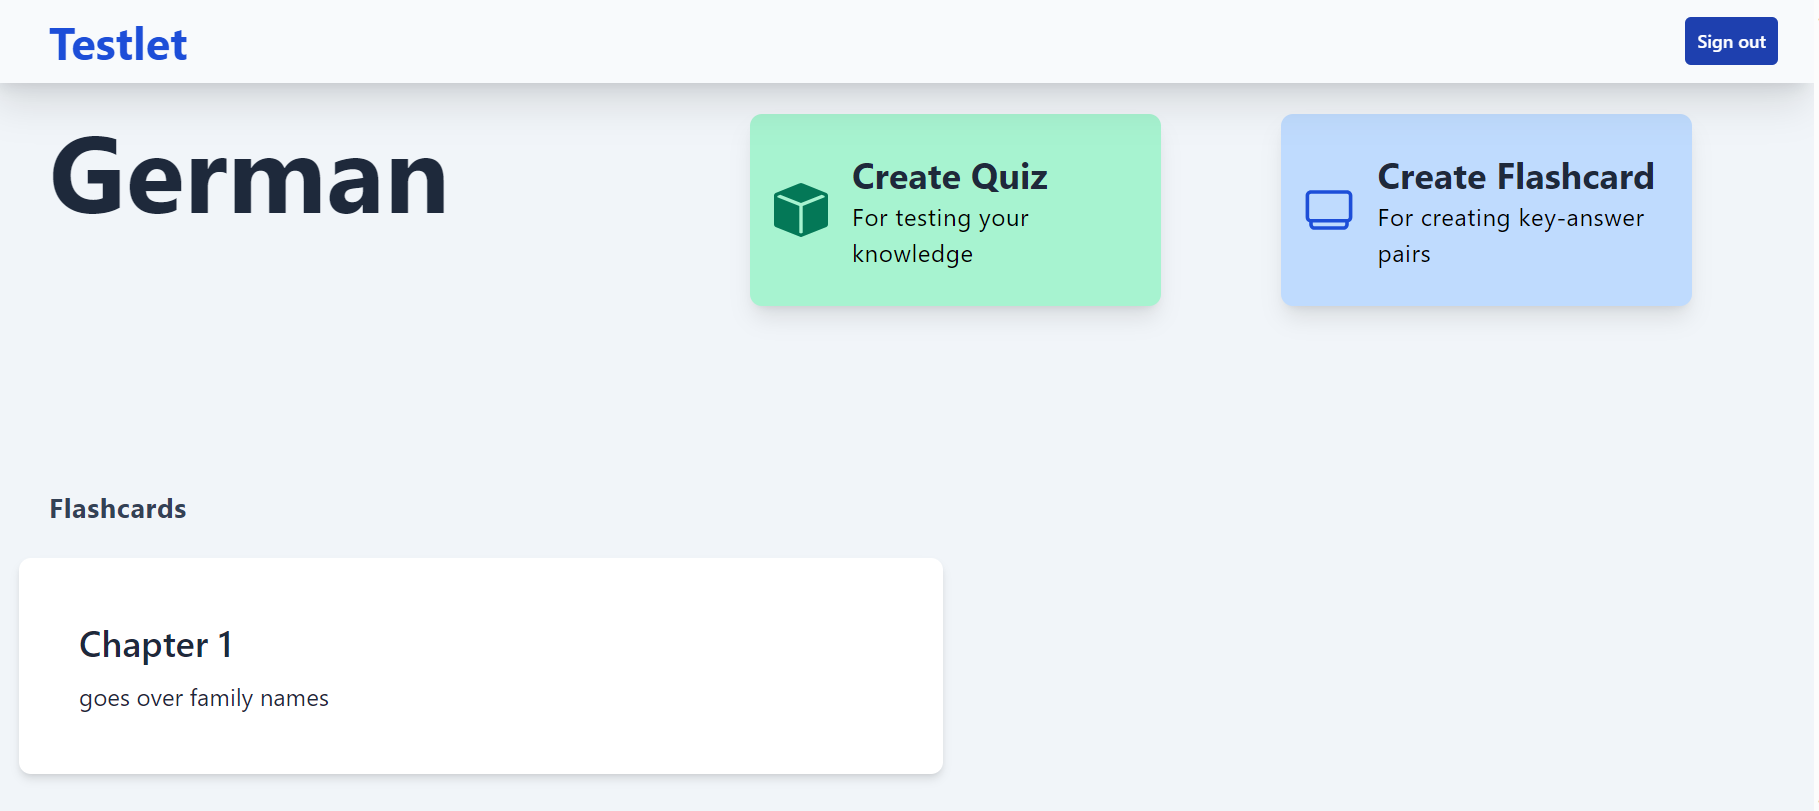 Testlet
Sign out
German
Create Quiz
For testing your
knowledge
Create Flashcard
For creating key-answer
pairs
Flashcards
Chapter 1
goes over family names